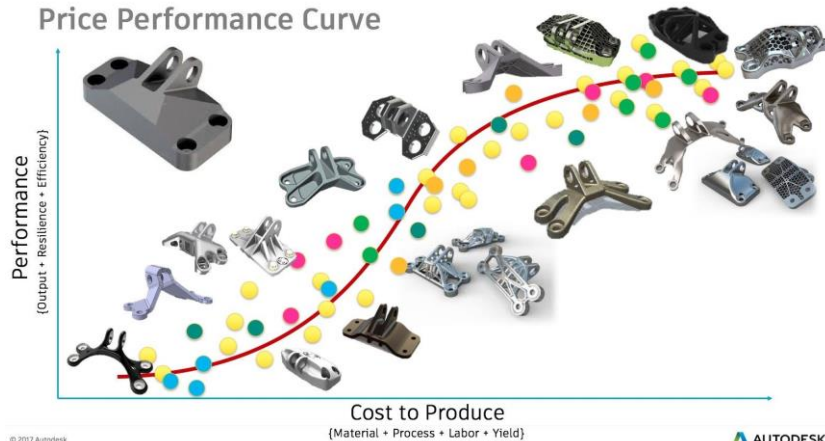 Price Performance Curve
Performance
{Output + Resilience + Efficiency}
Cost to Produce
{Material + Process + Labor + Yield}
© 2017 Autodesk
AUTODESK